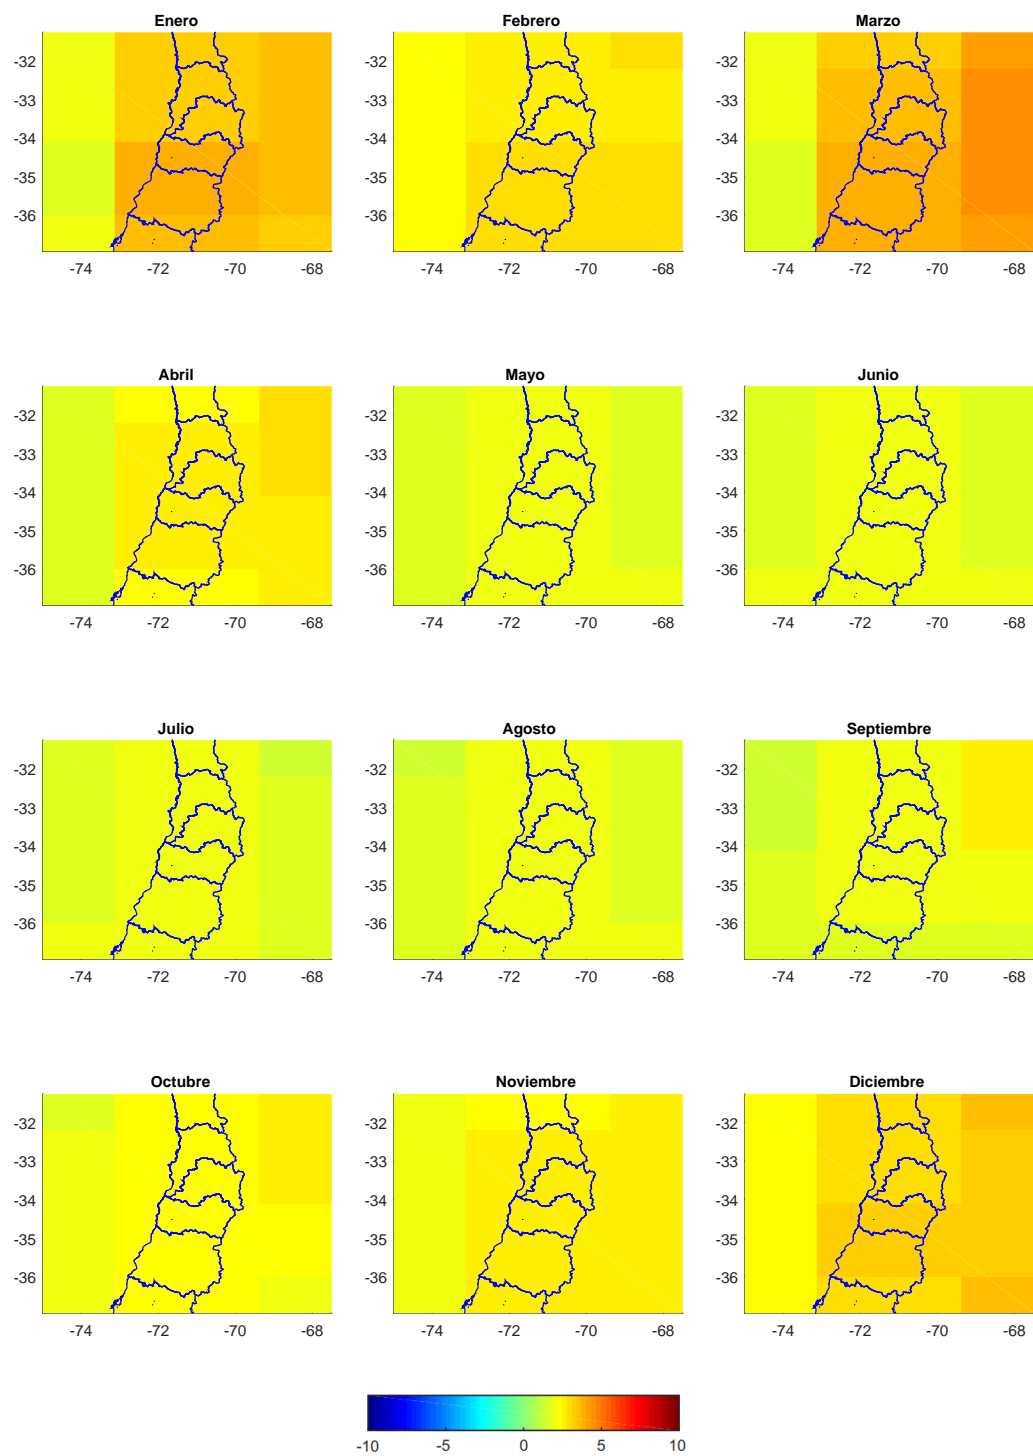 Enero Febrero Marzo
-32 -32 -32
-33 -33 -33
-34 -34 -34
-35 -35 -35
-36 -36 -36
-74 -72 -70 -68 -74 -72 -70 -68 -74 -72 -70 -68
Abril Mayo Junio
-32 -32 -32
-33 -33 -33
-34 -34 -34
-35 -35 -35
-36 -36 -36
-74 -72 -70 -68 -74 -72 -70 -68 -74 -72 -70 -68
Julio Agosto Septiembre
-32 -32 -32
-33 -33 -33
-34 -34 -34
-35 -35 -35
-36 -36 -36
-74 -72 -70 -68 -74 -72 -70 -68 -74 -72 -70 -68
Octubre Noviembre Diciembre
-32 -32 -32
-33 -33 -33
-34 -34 -34
-35 -35 -35
-36 -36 -36
-74 -72 -70 -68 -74 -72 -70 -68 -74 -72 -70 -68
-10 -5 0 5 10